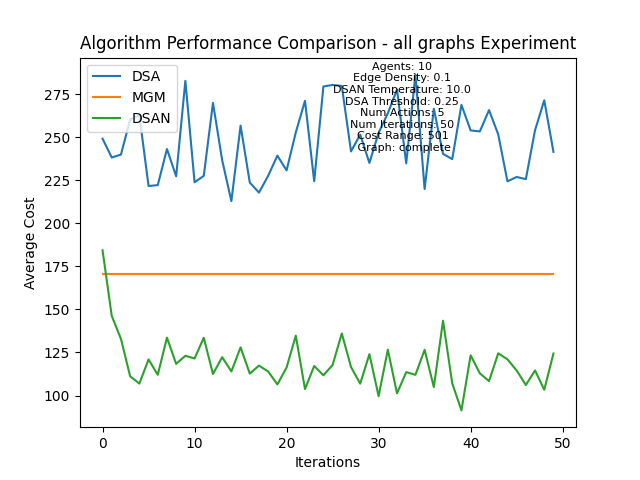 Algorithm Performance Comparison - all graphs Experiment
DSA
MGM
DSAN
Agents: 10
Edge Density: 0.1
DSAN Temperature: 10.0
DSA Threshold: 0.25
Num Actions: 5
Num Iterations: 50
Cost Range: 501
Graph: complete
Average Cost
275
250
225
200
175
150
125
100
0
10
20
30
40
50
Iterations